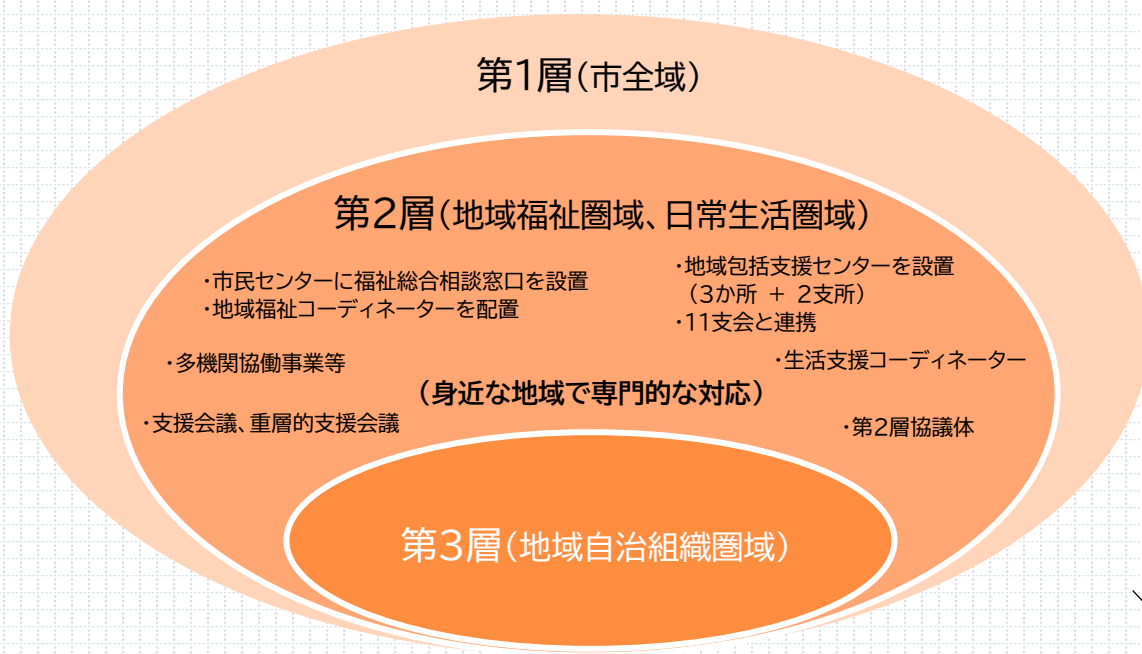 第1層(市全域)
第2層(地域福祉圏域、日常生活圏域)
・市民センターに福祉総合相談窓口を設置
・地域福祉コーディネーターを配置
・地域包括支援センターを設置
(3か所 + 2支所)
・11支会と連携
・多機関協働事業等
・生活支援コーディネーター
(身近な地域で専門的な対応)
・支援会議、重層的支援会議
・第2層協議体
第3層(地域自治組織圏域)